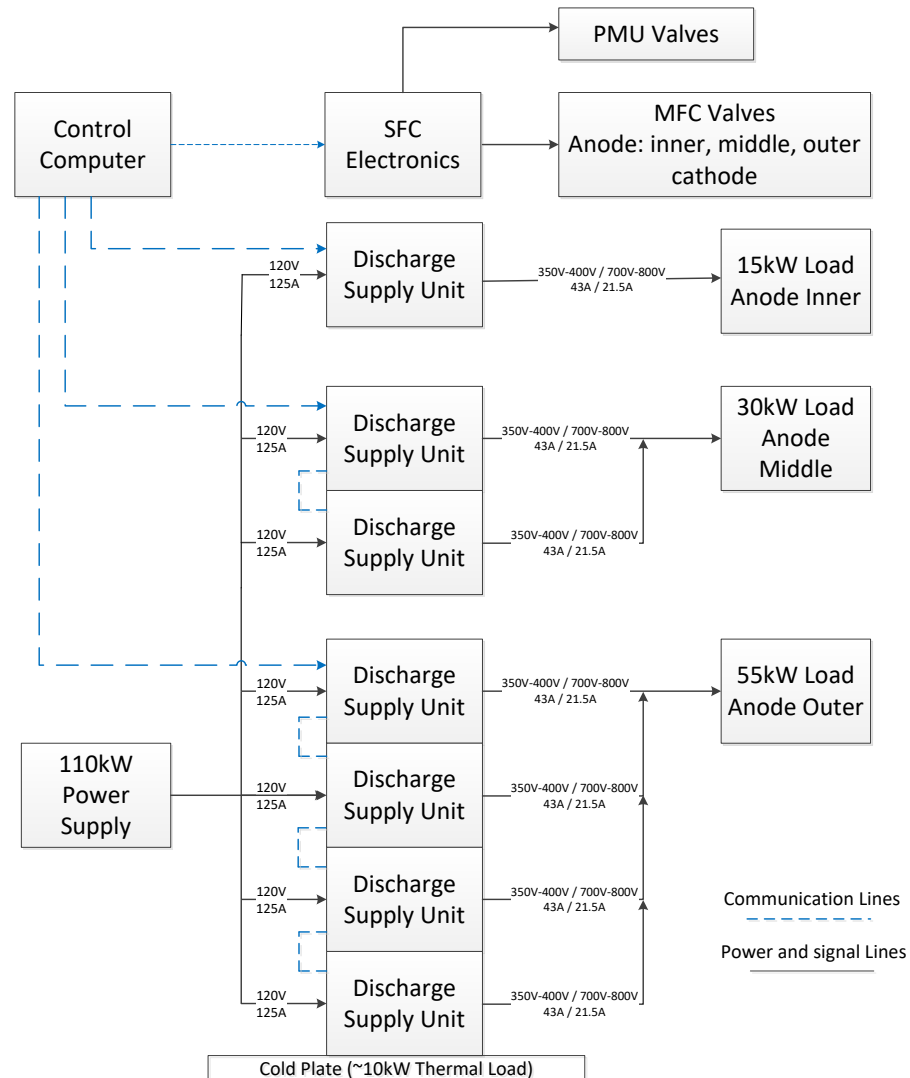 PMU Valves
Control
Computer
SFC
Electronics
MFC Valves
Anode: inner, middle, outer
cathode
120V
125A
Discharge
Supply Unit
350V-400V / 700V-800V
43A / 21.5A
15kW Load
Anode Inner
120V
125A
Discharge
Supply Unit
350V-400V / 700V-800V
43A / 21.5A
30kW Load
Anode
Middle
120V
125A
Discharge
Supply Unit
350V-400V / 700V-800V
43A / 21.5A
120V
125A
Discharge
Supply Unit
350V-400V / 700V-800V
43A / 21.5A
55kW Load
Anode Outer
110kW
Power
Supply
120V
125A
Discharge
Supply Unit
350V-400V / 700V-800V
43A / 21.5A
120V
125A
Discharge
Supply Unit
350V-400V / 700V-800V
43A / 21.5A
Communication Lines
Power and signal Lines
120V
125A
Discharge
Supply Unit
350V-400V / 700V-800V
43A / 21.5A
Cold Plate (~10kW Thermal Load)